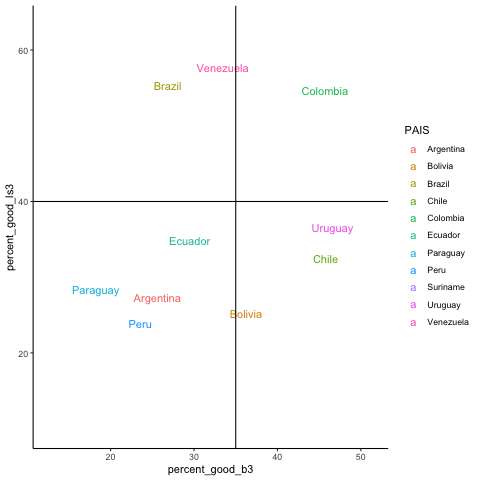 60
40
20
percent_good_ls3
Venezuela
Brazil
Colombia
Uruguay
Ecuador
Chile
Paraguay
Argentina
Bolivia
Peru
20 30 40 50
percent_good_b3
PAIS
a Argentina
a Bolivia
a Brazil
a Chile
a Colombia
a Ecuador
a Paraguay
a Peru
a Suriname
a Uruguay
a Venezuela